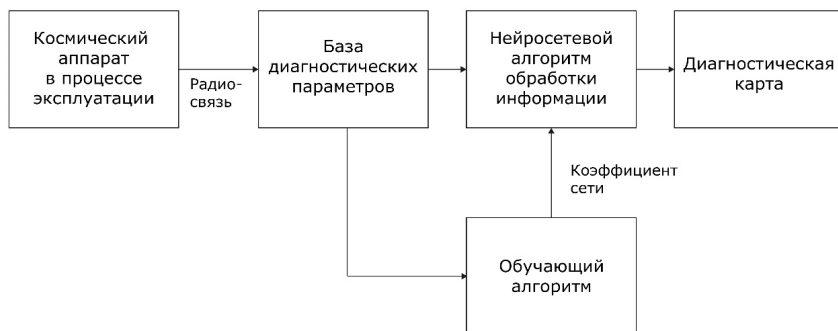 Космический
аппарат
в процессе
эксплуатации
Радио-
связь
База
диагностических
параметров
Нейросетевой
алгоритм
обработки
информации
Диагностическая
карта
Коэффициент
сети
Обучающий
алгоритм